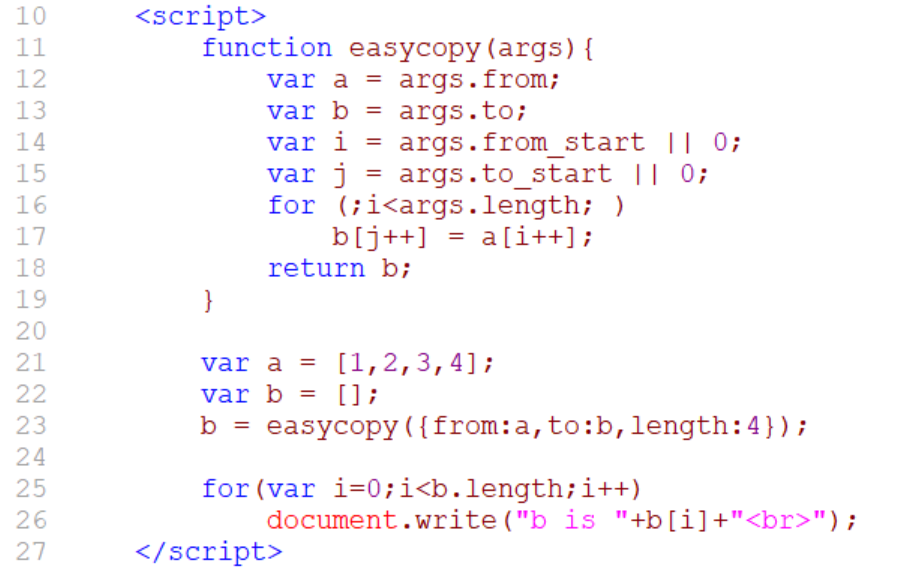 10 <script>
11 function easycopy(args){
12 var a = args.from;
13 var b = args.to;
14 var i = args.from_start || 0;
15 var j = args.to_start || 0;
16 for (;i<args.length; )
17 b[j++] = a[i++];
18 return b;
19 }
20
21 var a = [1,2,3,4];
22 var b = [];
23 b = easycopy({from:a,to:b,length:4});
24
25 for(var i=0;i<b.length;i++)
26 document.write("b is "+b[i]+"<br>");
27 </script>